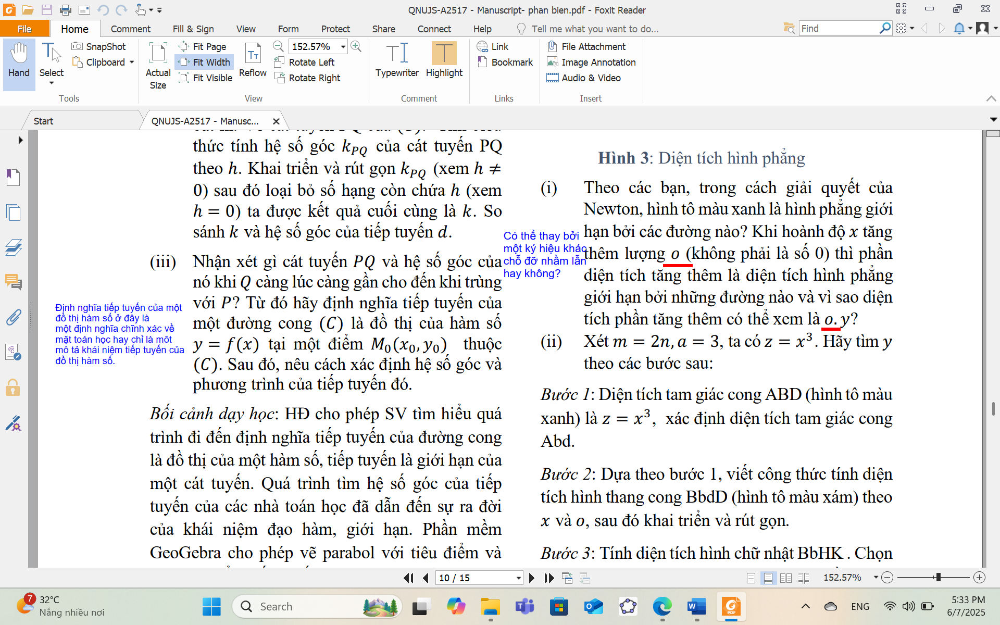 QNUJS-A2517 - Manuscript- phan bien.pdf - Foxit Reader
File Home Comment Fill & Sign View Form Protect Share Connect Help Tell me what you want to do... Find
Hand
Select
SnapShot
Clipboard
Tools
Actual Size
Fit Page
Fit Width
Fit Visible
Reflow
152.57%
Rotate Left
Rotate Right
View
Typewriter
Highlight
Comment
Link
Bookmark
Links
File Attachment
Image Annotation
Audio & Video
Insert
Start
QNUJS-A2517 - Manusc...
thức tính hệ số góc k_PQ của cát tuyến PQ
theo h. Khai triển và rút gọn k_PQ (xem h ≠
0) sau đó loại bỏ số hạng còn chứa h (xem
h = 0) ta được kết quả cuối cùng là k. So
sánh k và hệ số góc của tiếp tuyến d.
(iii) Nhận xét gì cát tuyến PQ và hệ số góc của
nó khi Q càng lúc càng gần cho đến khi trùng
với P? Từ đó hãy định nghĩa tiếp tuyến của
một đường cong (C) là đồ thị của hàm số
y = f(x) tại một điểm M₀(x₀, y₀) thuộc
(C). Sau đó, nêu cách xác định hệ số góc và
phương trình của tiếp tuyến đó.
Định nghĩa tiếp tuyến của một
đồ thị hàm số ở đây là
một định nghĩa chĩnh xác về
mặt toán học hay chỉ là môt
mô tả khái niệm tiếp tuyến của
đồ thị hàm số.
Bối cảnh dạy học: HĐ cho phép SV tìm hiểu quá
trình đi đến định nghĩa tiếp tuyến của đường cong
là đồ thị của một hàm số, tiếp tuyến là giới hạn của
một cát tuyến. Quá trình tìm hệ số góc của tiếp
tuyến của các nhà toán học đã dẫn đến sự ra đời
của khái niệm đạo hàm, giới hạn. Phần mềm
GeoGebra cho phép vẽ parabol với tiêu điểm và
Hình 3: Diện tích hình phẳng
(i) Theo các bạn, trong cách giải quyết của
Newton, hình tô màu xanh là hình phẳng giới
hạn bởi các đường nào? Khi hoành độ x tăng
thêm lượng o (không phải là số 0) thì phần
diện tích tăng thêm là diện tích hình phẳng
giới hạn bởi những đường nào và vì sao diện
tích phần tăng thêm có thể xem là o. y?
Có thể thay bởi
một ký hiệu khác
chỗ đỡ nhầm lẫn
hay không?
(ii) Xét m = 2n, a = 3, ta có z = x³. Hãy tìm y
theo các bước sau:
Bước 1: Diện tích tam giác cong ABD (hình tô màu
xanh) là z = x³, xác định diện tích tam giác cong
Abd.
Bước 2: Dựa theo bước 1, viết công thức tính diện
tích hình thang cong BbdD (hình tô màu xám) theo
x và o, sau đó khai triển và rút gọn.
Bước 3: Tính diện tích hình chữ nhật BbHK . Chọn
10 / 15
152.57%
7
32°C
Nắng nhiều nơi
Search
ENG
5:33 PM
6/7/2025